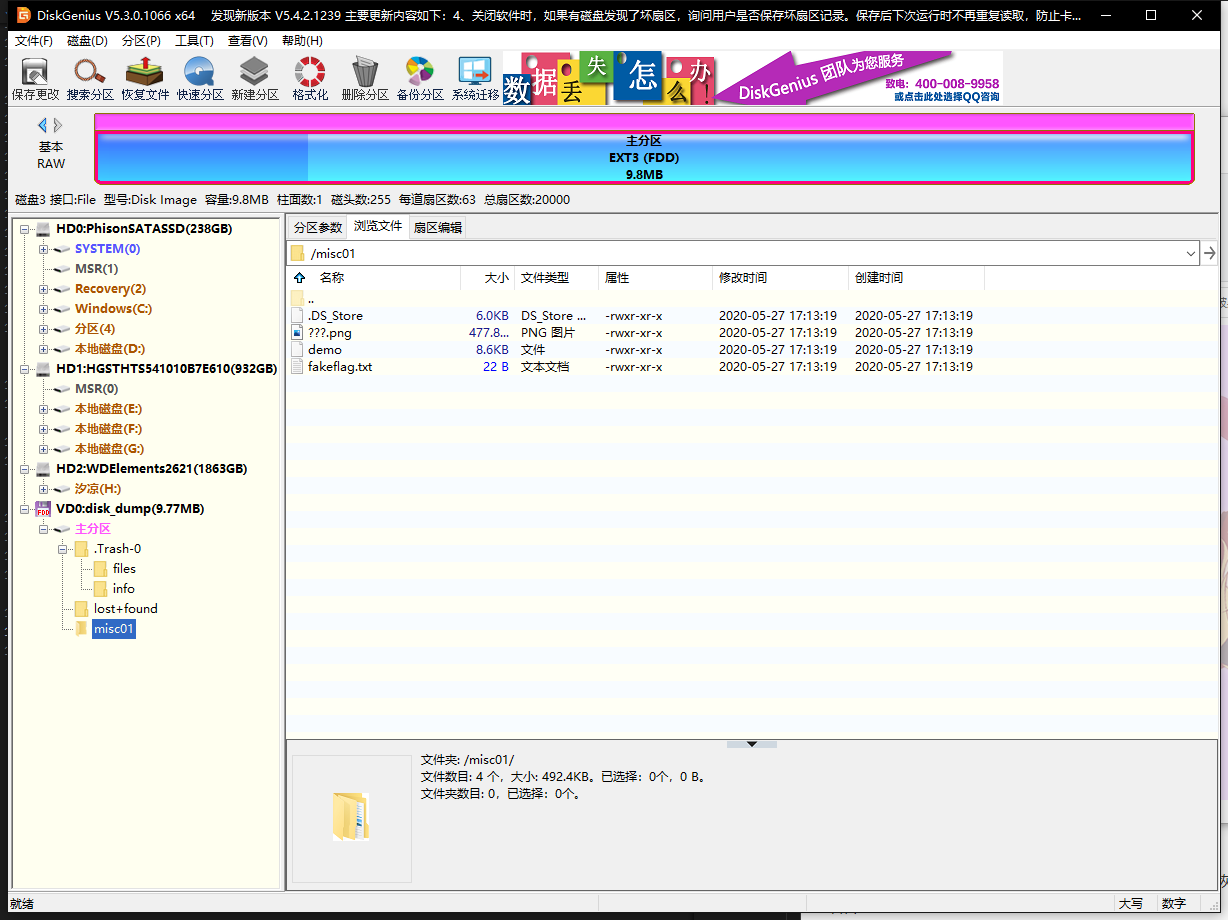 DiskGenius V5.3.0.1066 x64 发现新版本 V5.4.2.1239 主要更新内容如下：4、关闭软件时，如果有磁盘发现了坏扇区，询问用户是否保存坏扇区记录。保存后下次运行时不再重复读取，防止卡...
文件(F) 磁盘(D) 分区(P) 工具(T) 查看(V) 帮助(H)
保存更改 搜索分区 恢复文件 快速分区 新建分区 格式化 删除分区 备份分区 系统迁移
数据丢失怎么办!
DiskGenius 团队为您服务
致电: 400-008-9958
或点击此处选择QQ咨询
基本
RAW
主分区
EXT3 (FDD)
9.8MB
磁盘3 接口:File 型号:Disk Image 容量:9.8MB 柱面数:1 磁头数:255 每道扇区数:63 总扇区数:20000
HD0:PhisonSATASSD(238GB)
SYSTEM(0)
MSR(1)
Recovery(2)
Windows(C:)
分区(4)
本地磁盘(D:)
HD1:HGSTHTS541010B7E610(932GB)
MSR(0)
本地磁盘(E:)
本地磁盘(F:)
本地磁盘(G:)
HD2:WDElements2621(1863GB)
汐凉(H:)
FDD
VD0:disk_dump(9.77MB)
主分区
.Trash-0
files
info
lost+found
misc01
分区参数 浏览文件 扇区编辑
/misc01
名称 大小 文件类型 属性 修改时间 创建时间
..
.DS_Store 6.0KB DS_Store ... -rwxr-xr-x 2020-05-27 17:13:19 2020-05-27 17:13:19
???.png 477.8... PNG 图片 -rwxr-xr-x 2020-05-27 17:13:19 2020-05-27 17:13:19
demo 8.6KB 文件 -rwxr-xr-x 2020-05-27 17:13:19 2020-05-27 17:13:19
fakeflag.txt 22 B 文本文档 -rwxr-xr-x 2020-05-27 17:13:19 2020-05-27 17:13:19
文件夹: /misc01/
文件数目: 4 个，大小: 492.4KB。已选择：0个，0 B。
文件夹数目: 0，已选择：0个。
就绪 大写 数字